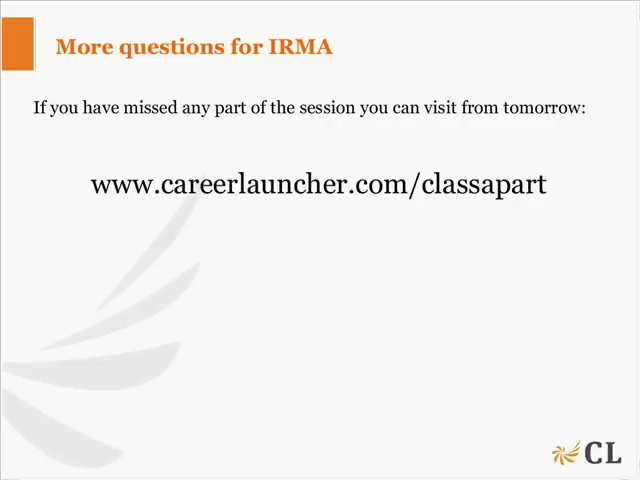 More questions for IRMA
If you have missed any part of the session you can visit from tomorrow:
www.careerlauncher.com/classapart
CL